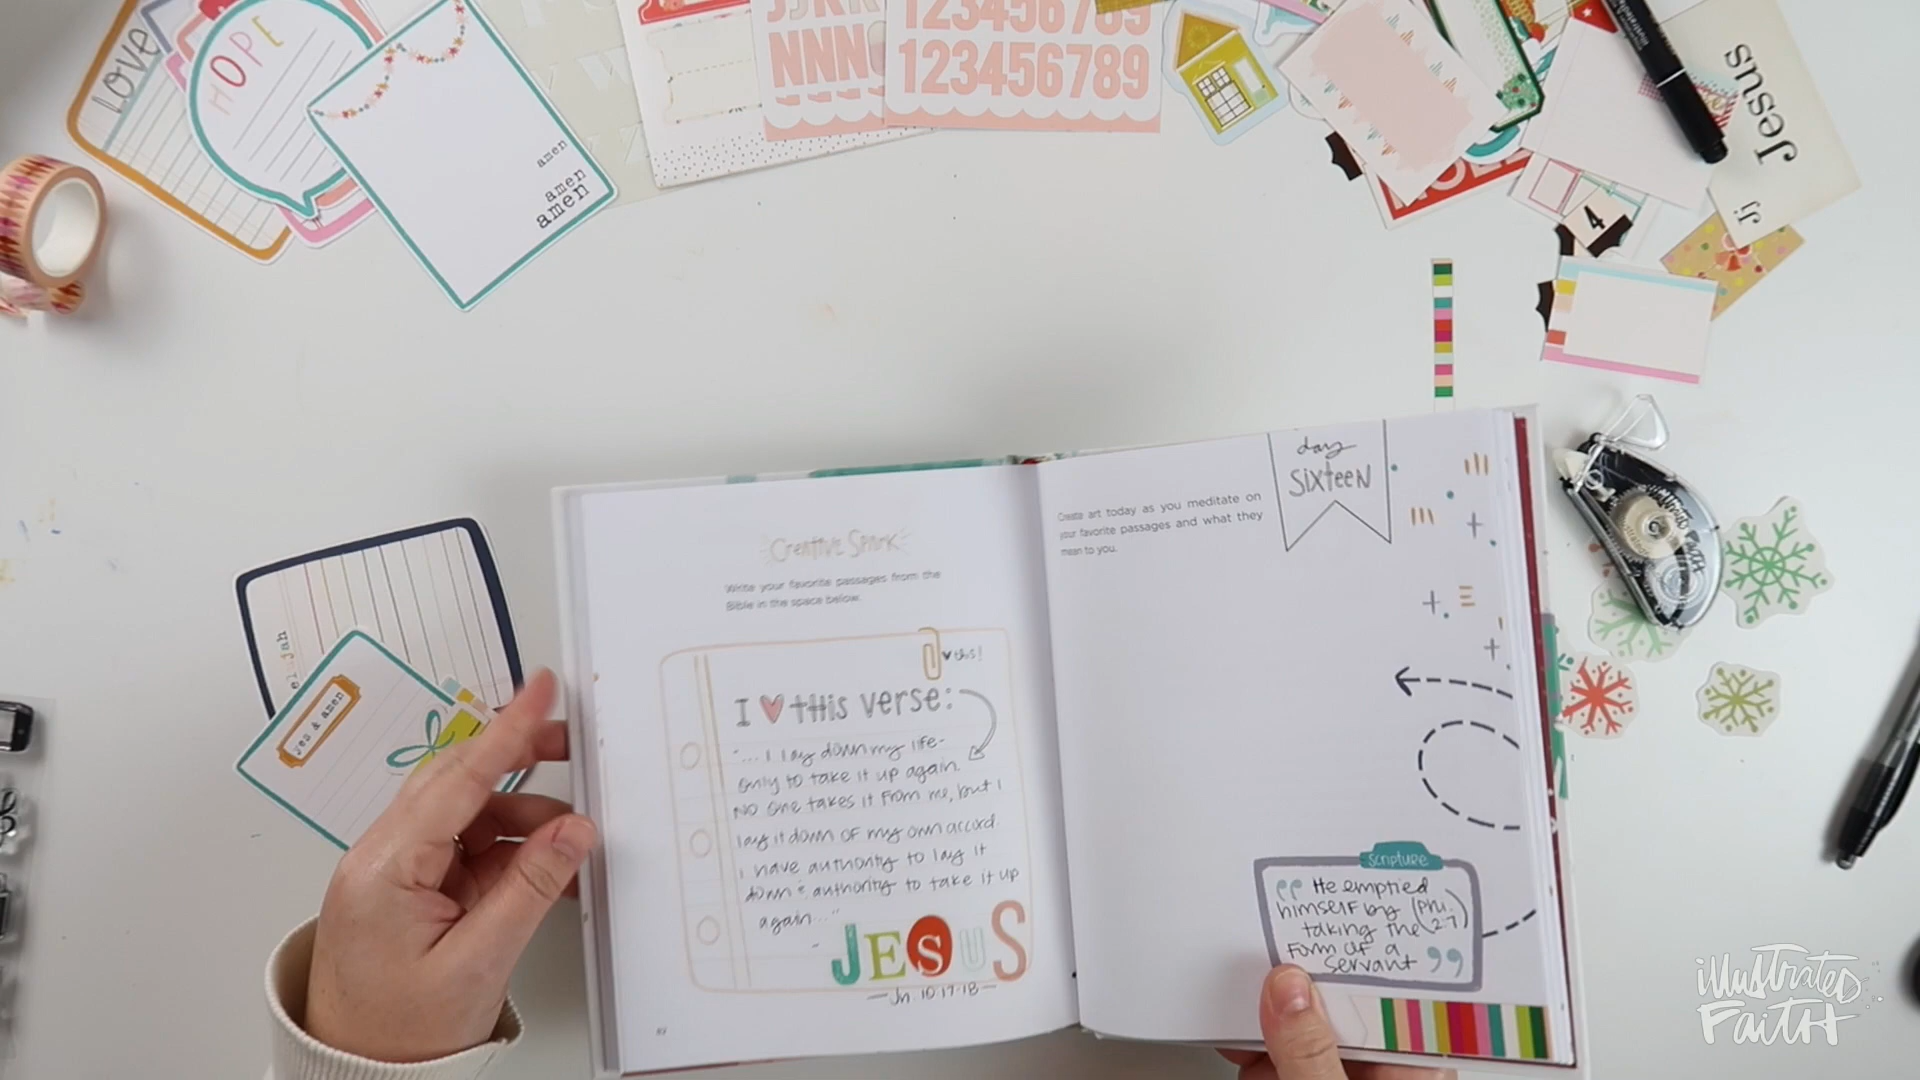 LOVE
HOPE
amen
amen
amen
NNN
123456789
123456789
Jesus
Jj
4
yes & amen
Creative Spark
Write your favorite passages from the
Bible in the space below.
♥ this!
I ♥ this verse:
"... I lay down my life-
only to take it up again.
NO one takes it from me, but I
lay it down of my own accord.
I have authority to lay it
down & authority to take it up
again..."
- JESUS
- Jn. 10:17-18 -
day
sixteen
Create art today as you meditate on
your favorite passages and what they
mean to you.
scripture
"He emptied
himself by (Phi.
taking the 2:7)
form of a
servant"
illustrated
FAITH